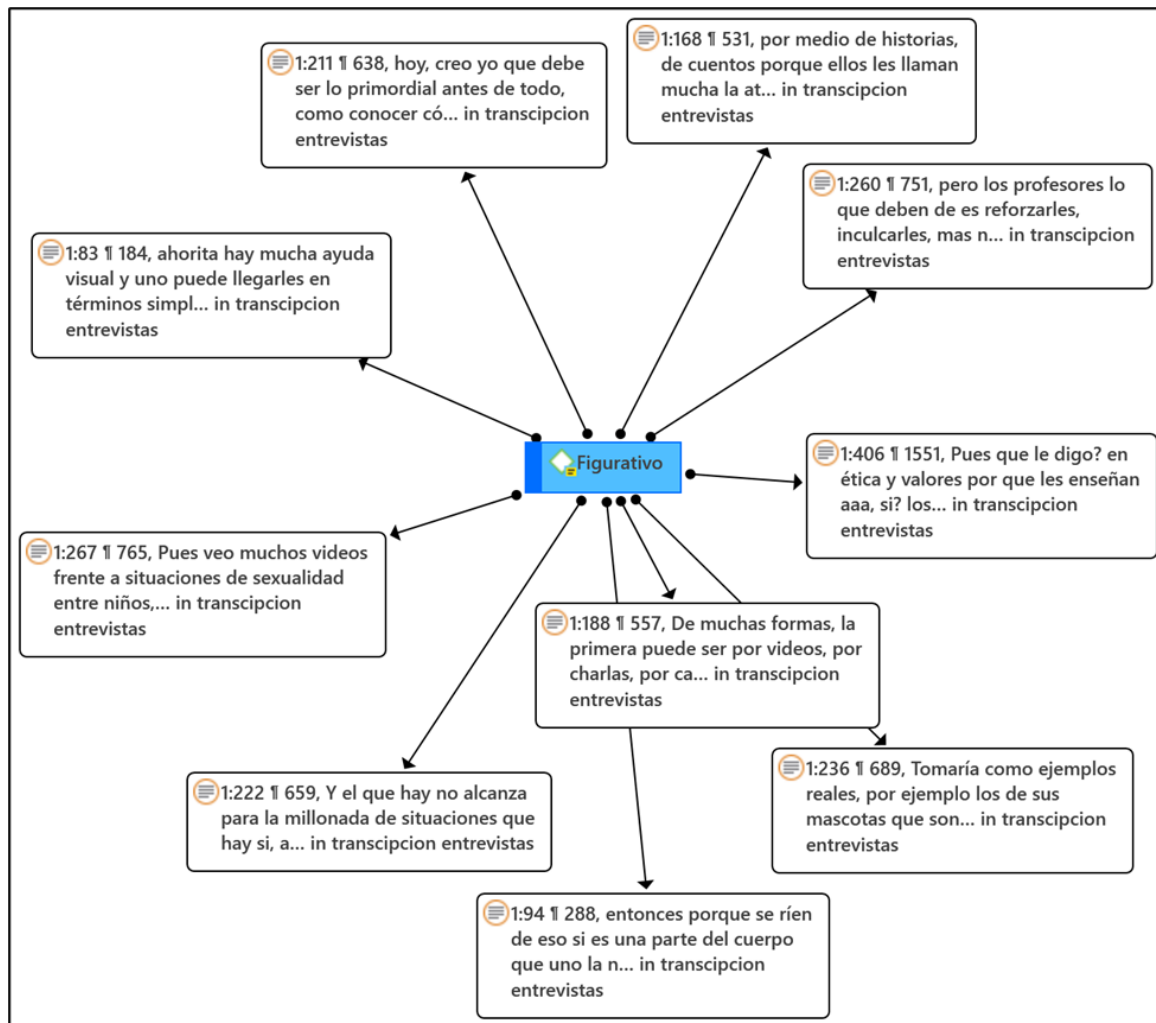 1:211 ¶ 638, hoy, creo yo que debe
ser lo primordial antes de todo,
como conocer có... in transcipcion
entrevistas
1:168 ¶ 531, por medio de historias,
de cuentos porque ellos les llaman
mucha la at... in transcipcion
entrevistas
1:260 ¶ 751, pero los profesores lo
que deben de es reforzarles,
inculcarles, mas n... in transcipcion
entrevistas
1:83 ¶ 184, ahorita hay mucha ayuda
visual y uno puede llegarles en
términos simpl... in transcipcion
entrevistas
Figurativo
1:406 ¶ 1551, Pues que le digo? en
ética y valores por que les enseñan
aaa, si? los... in transcipcion
entrevistas
1:267 ¶ 765, Pues veo muchos videos
frente a situaciones de sexualidad
entre niños,... in transcipcion
entrevistas
1:188 ¶ 557, De muchas formas, la
primera puede ser por videos, por
charlas, por ca... in transcipcion
entrevistas
1:236 ¶ 689, Tomaría como ejemplos
reales, por ejemplo los de sus
mascotas que son... in transcipcion
entrevistas
1:222 ¶ 659, Y el que hay no alcanza
para la millonada de situaciones que
hay si, a... in transcipcion entrevistas
1:94 ¶ 288, entonces porque se ríen
de eso si es una parte del cuerpo
que uno la n... in transcipcion
entrevistas